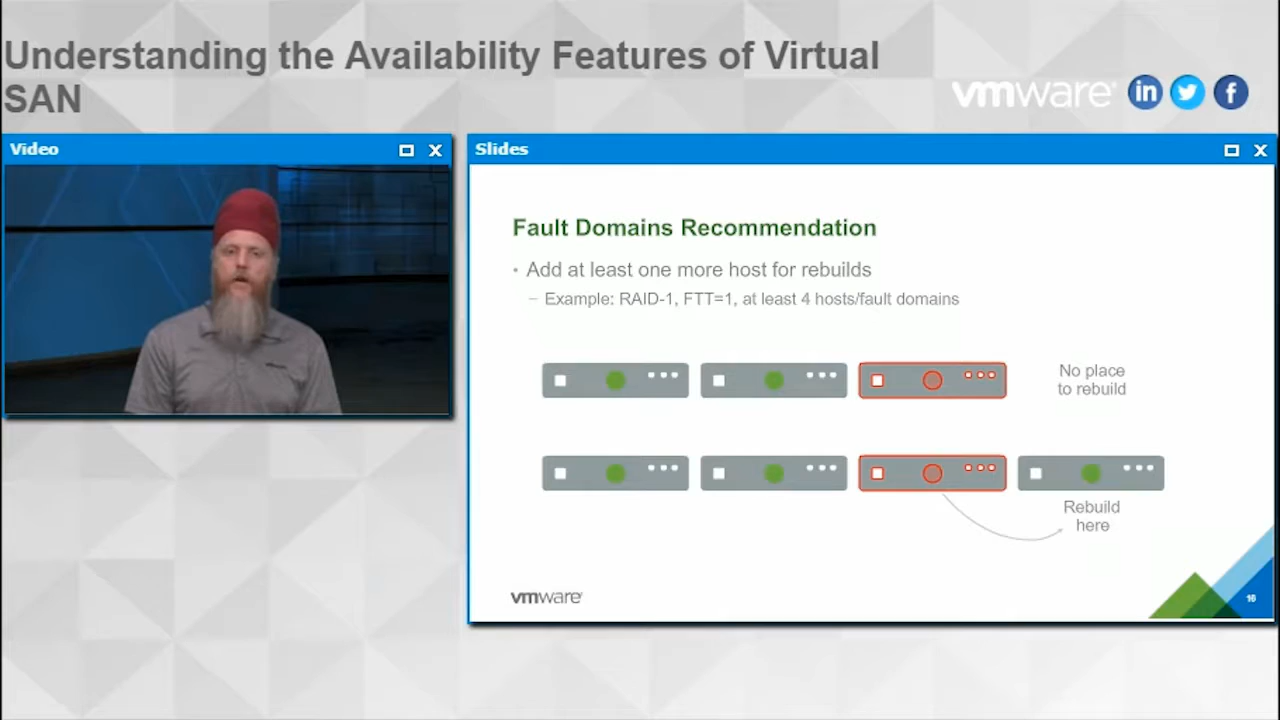 Understanding the Availability Features of Virtual
SAN
vmware
in
f
Video
Slides
Fault Domains Recommendation
• Add at least one more host for rebuilds
– Example: RAID-1, FTT=1, at least 4 hosts/fault domains
No place
to rebuild
Rebuild
here
vmware
16